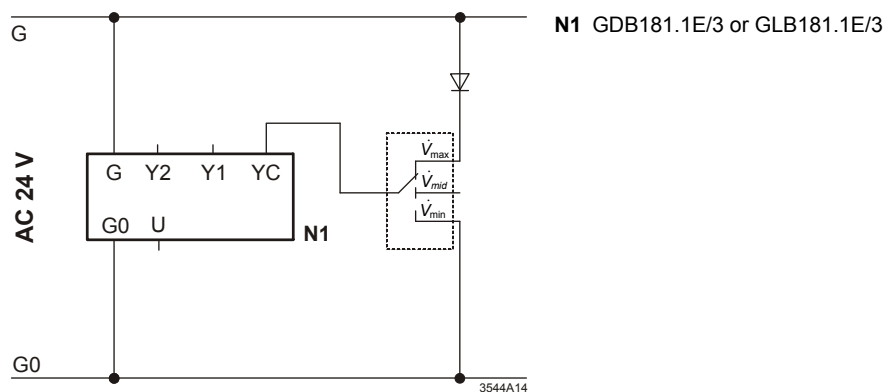 G
N1 GDB181.1E/3 or GLB181.1E/3
AC 24 V
G Y2 Y1 YC
G0 U
N1
V̇max
V̇mid
V̇min
G0
3544A14